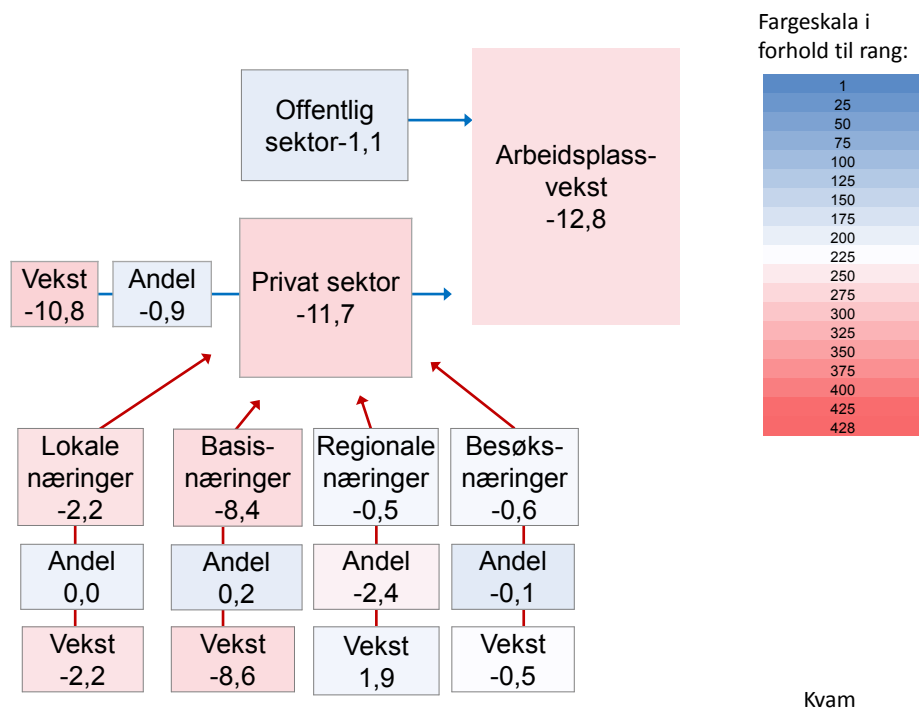 Fargeskala i
forhold til rang:
1
25
50
75
100
125
150
175
200
225
250
275
300
325
350
375
400
425
428
Offentlig
sektor-1,1
Arbeidsplass-
vekst
-12,8
Vekst
-10,8
Andel
-0,9
Privat sektor
-11,7
Lokale
næringer
-2,2
Basis-
næringer
-8,4
Regionale
næringer
-0,5
Besøks-
næringer
-0,6
Andel
0,0
Andel
0,2
Andel
-2,4
Andel
-0,1
Vekst
-2,2
Vekst
-8,6
Vekst
1,9
Vekst
-0,5
Kvam